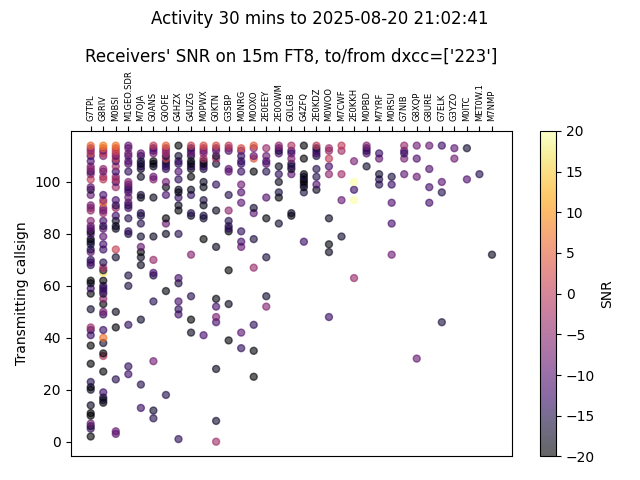 Activity 30 mins to 2025-08-20 21:02:41
Receivers' SNR on 15m FT8, to/from dxcc=['223']
G7TPL
G8RIV
M0BSI
M1GEO.SDR
M7OJA
G0ANS
G0OFE
G4HZX
G4UZG
M0PWX
G0KTN
G3SBP
M0NRG
M0OXO
2E0EEY
2E0OWM
G0LGB
G4ZFQ
2E0KDZ
M0WOO
M7CWF
2E0KKH
M0PBD
M7YRF
M0RSU
G7NIB
G8XQP
G8URE
G7ELK
G3YZO
M0ITC
MET0W.1
M7NMP
Transmitting callsign
100
80
60
40
20
0
20
15
10
5
0
−5
−10
−15
−20
SNR